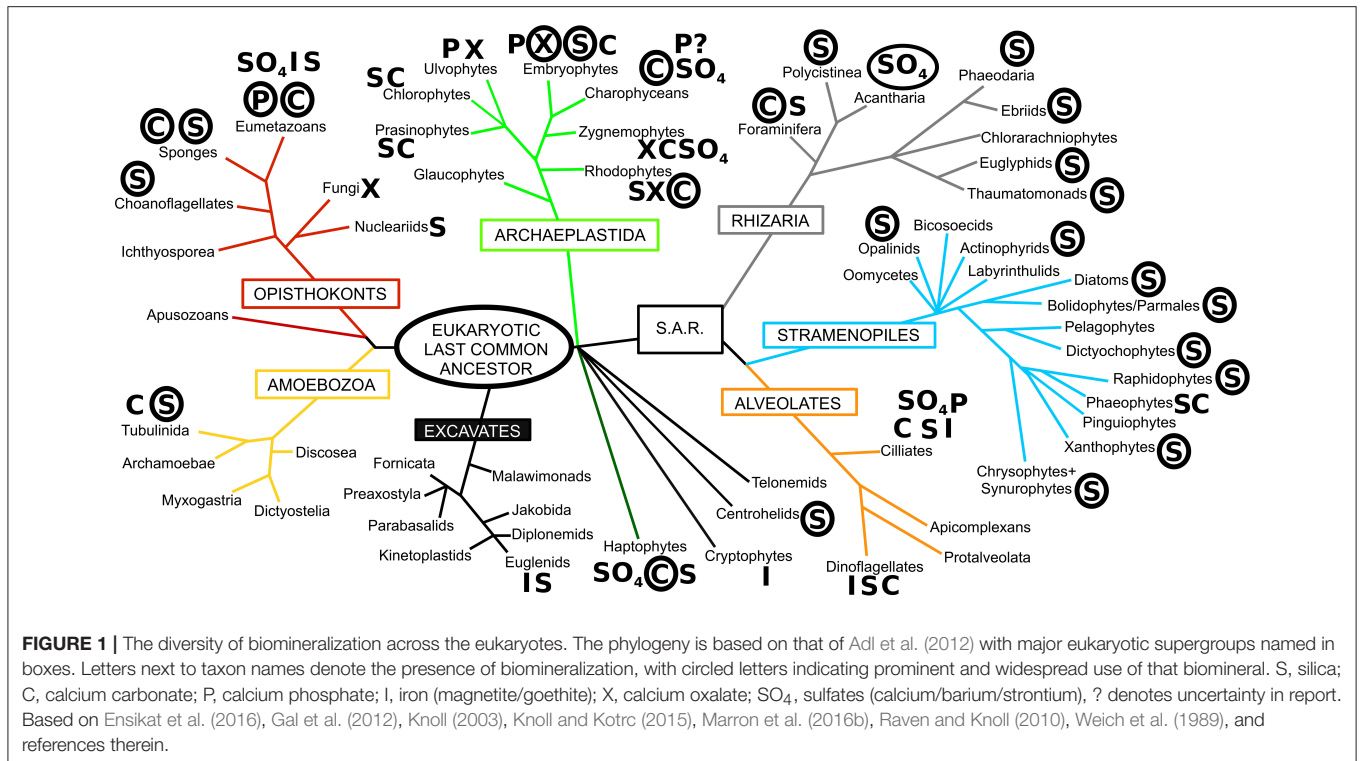 SO₄IS
PC
Eumetazoans
CS
Sponges
S
Choanoflagellates
Ichthyosporea
Fungi X
Nucleariids S
OPISTHOKONTS
Apusozoans
PX
Ulvophytes
SC
Chlorophytes
Prasinophytes
SC
Glaucophytes
PXSC
Embryophytes
P?
CSO₄
Charophyceans
Zygnemophytes
XCSO₄
Rhodophytes
SXC
ARCHAEPLASTIDA
S
Polycistinea
SO₄
Acantharia
CS
Foraminifera
S
Phaeodaria
Ebriids S
Chlorarachniophytes
Euglyphids S
Thaumatomonads S
RHIZARIA
EUKARYOTIC
LAST COMMON
ANCESTOR
S.A.R.
S
Opalinids
Oomycetes
Bicosoecids
Actinophyrids S
Labyrinthulids
Diatoms S
Bolidophytes/Parmales S
Pelagophytes
Dictyochophytes S
Raphidophytes S
Phaeophytes SC
Pinguiophytes
Xanthophytes S
Chrysophytes+
Synurophytes S
STRAMENOPILES
ALVEOLATES
SO₄P
C S I
Cilliates
Apicomplexans
Protalveolata
Dinoflagellates
ISC
AMOEBOZOA
C S
Tubulinida
Archamoebae
Discosea
Myxogastria
Dictyostelia
EXCAVATES
Fornicata
Malawimonads
Preaxostyla
Parabasalids
Jakobida
Diplonemids
Kinetoplastids
Euglenids
IS
Haptophytes
SO₄CS
Cryptophytes
I
Centrohelids S
Telonemids
FIGURE 1 | The diversity of biomineralization across the eukaryotes. The phylogeny is based on that of Adl et al. (2012) with major eukaryotic supergroups named in
boxes. Letters next to taxon names denote the presence of biomineralization, with circled letters indicating prominent and widespread use of that biomineral. S, silica;
C, calcium carbonate; P, calcium phosphate; I, iron (magnetite/goethite); X, calcium oxalate; SO₄, sulfates (calcium/barium/strontium), ? denotes uncertainty in report.
Based on Ensikat et al. (2016), Gal et al. (2012), Knoll (2003), Knoll and Kotrc (2015), Marron et al. (2016b), Raven and Knoll (2010), Weich et al. (1989), and
references therein.